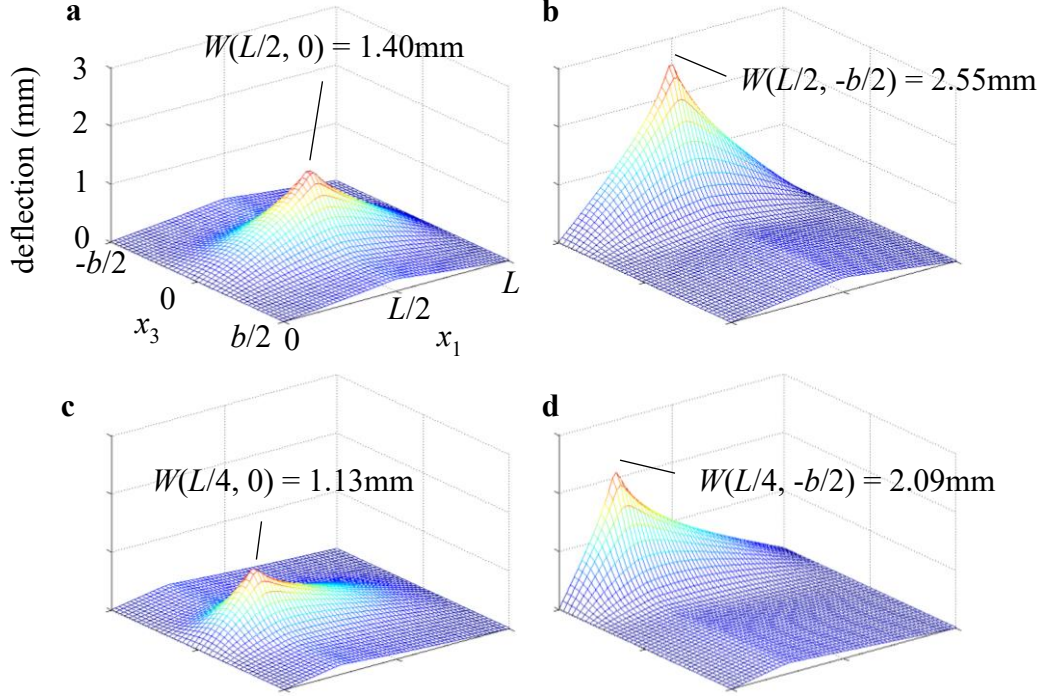 a
W(L/2, 0) = 1.40mm
deflection (mm)
3
2
1
0
-b/2
0
b/2
x3
0
L/2
L
x1
b
W(L/2, -b/2) = 2.55mm
c
W(L/4, 0) = 1.13mm
d
W(L/4, -b/2) = 2.09mm